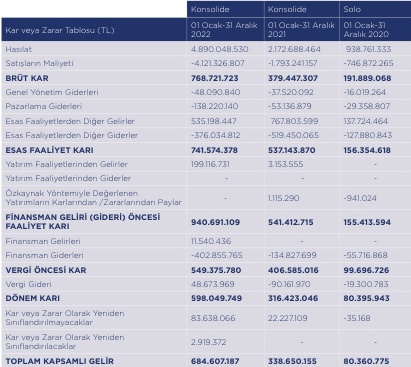 Konsolide Konsolide Solo
Kar veya Zarar Tablosu (TL) 01 Ocak-31 Aralık 2022 01 Ocak-31 Aralık 2021 01 Ocak-31 Aralık 2020
Hasılat 4.890.048.530 2.172.688.464 938.761.333
Satışların Maliyeti -4.121.326.807 -1.793.241.157 -746.872.265
BRÜT KAR 768.721.723 379.447.307 191.889.068
Genel Yönetim Giderleri -48.090.840 -37.520.092 -16.019.264
Pazarlama Giderleri -138.220.140 -53.136.879 -29.358.807
Esas Faaliyetlerden Diğer Gelirler 535.198.447 767.803.599 137.724.464
Esas Faaliyetlerden Diğer Giderler -376.034.812 -519.450.065 -127.880.843
ESAS FAALİYET KARI 741.574.378 537.143.870 156.354.618
Yatırım Faaliyetlerinden Gelirler 199.116.731 3.153.555 -
Yatırım Faaliyetlerinden Giderler - - -
Özkaynak Yöntemiyle Değerlenen
Yatırımların Karlarından /Zararlarından Paylar - 1.115.290 -941.024
FİNANSMAN GELİRİ (GİDERİ) ÖNCESİ
FAALİYET KARI 940.691.109 541.412.715 155.413.594
Finansman Gelirleri 11.540.436 - -
Finansman Giderleri -402.855.765 -134.827.699 -55.716.868
VERGİ ÖNCESİ KAR 549.375.780 406.585.016 99.696.726
Vergi Gideri 48.673.969 -90.161.970 -19.300.783
DÖNEM KARI 598.049.749 316.423.046 80.395.943
Kar veya Zarar Olarak Yeniden
Sınıflandırılmayacaklar 83.638.066 22.227.109 -35.168
Kar veya Zarar Olarak Yeniden
Sınıflandırılacaklar 2.919.372 - -
TOPLAM KAPSAMLI GELİR 684.607.187 338.650.155 80.360.775